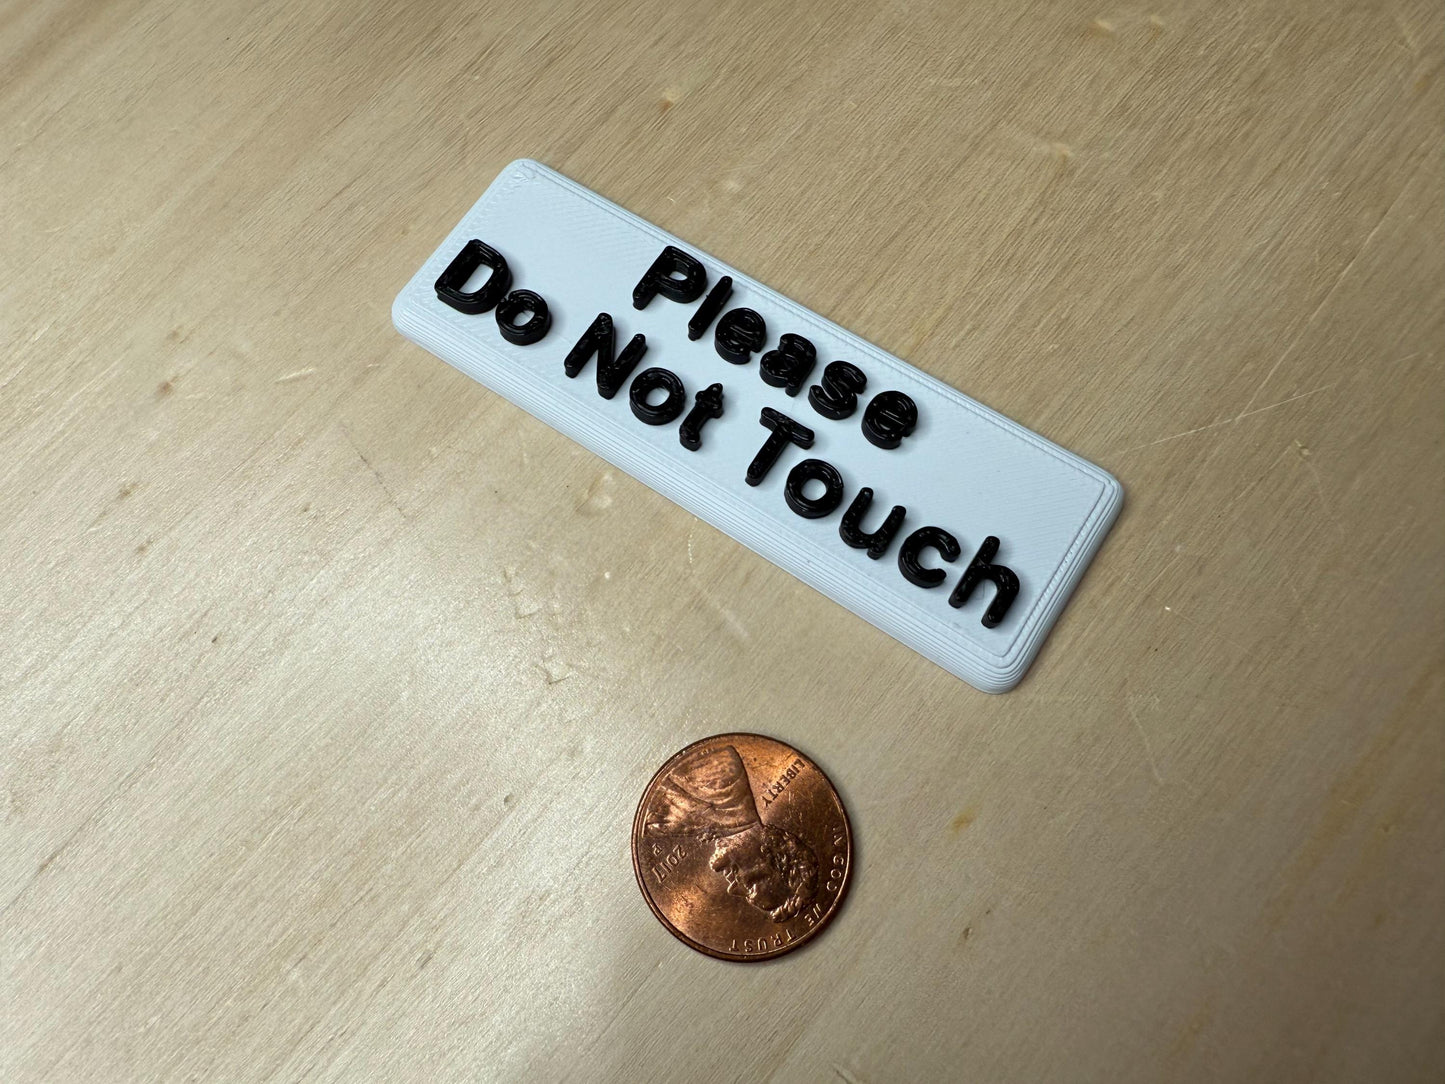 Please
Do Not Touch
IN GOD WE TRUST
LIBERTY
2017
P